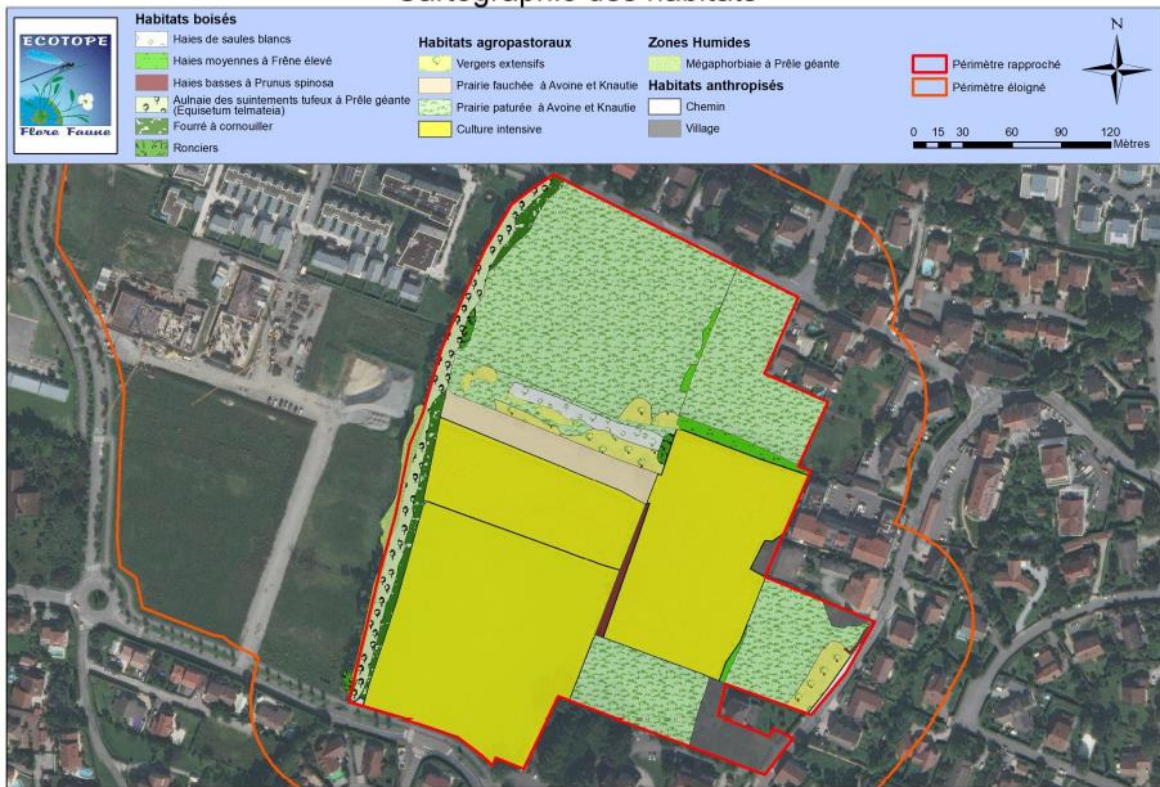 Cartographie des habitats
ECOTOPE
Flore Faune
Habitats boisés
Haies de saules blancs
Haies moyennes à Frêne élevé
Haies basses à Prunus spinosa
Aulnaie des suintements tufeux à Prêle géante
(Equisetum telmateia)
Fourré à cornouiller
Ronciers
Habitats agropastoraux
Vergers extensifs
Prairie fauchée à Avoine et Knautie
Prairie paturée à Avoine et Knautie
Culture intensive
Zones Humides
Mégaphorbiaie à Prêle géante
Habitats anthropisés
Chemin
Village
Périmètre rapproché
Périmètre éloigné
N
0 15 30 60 90 120
Mètres